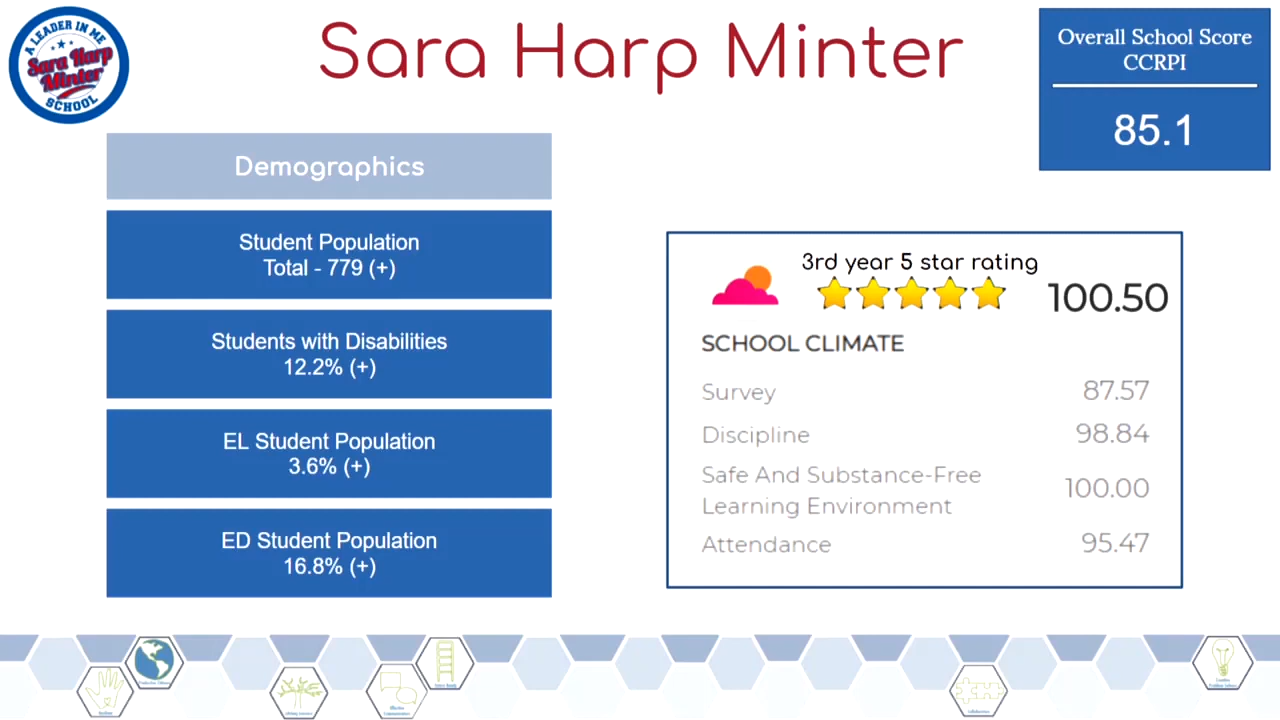 A LEADER IN ME
Sara Harp
Minter
SCHOOL
Sara Harp Minter
Overall School Score
CCRPI
85.1
Demographics
Student Population
Total - 779 (+)
Students with Disabilities
12.2% (+)
EL Student Population
3.6% (+)
ED Student Population
16.8% (+)
3rd year 5 star rating
100.50
SCHOOL CLIMATE
Survey 87.57
Discipline 98.84
Safe And Substance-Free
Learning Environment 100.00
Attendance 95.47